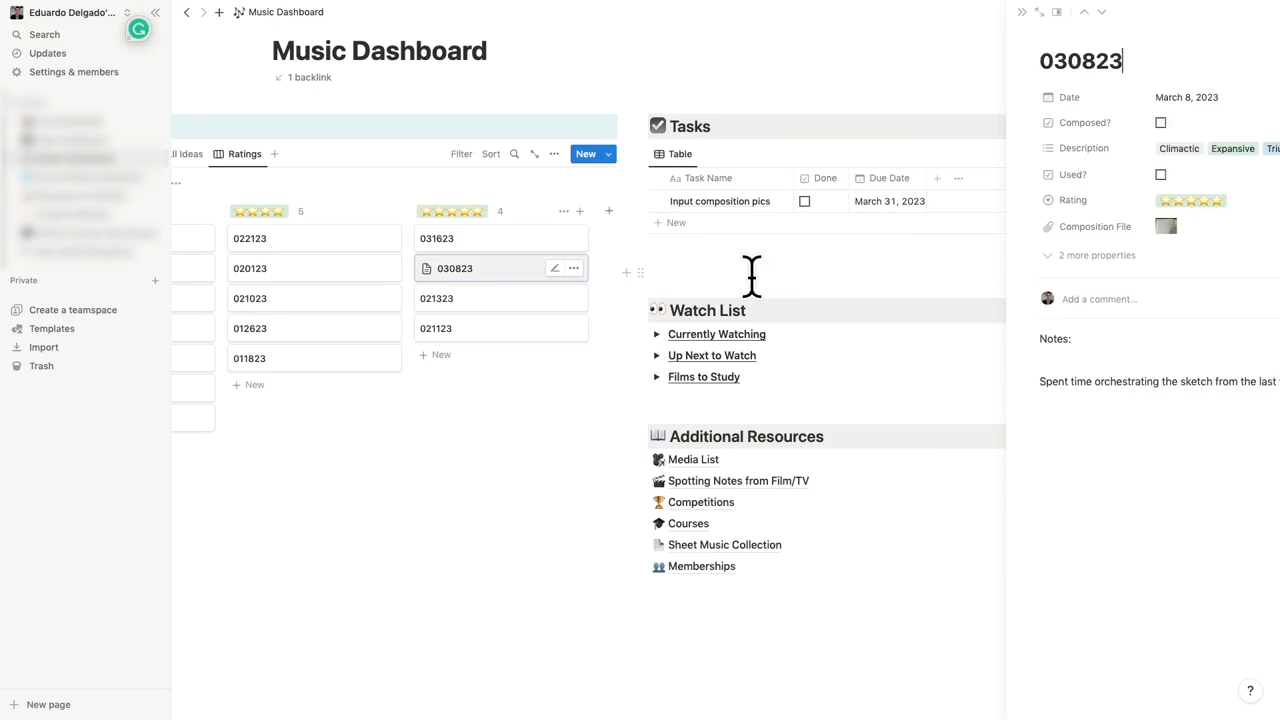 Eduardo Delgado'...
Search
Updates
Settings & members
Private
Create a teamspace
Templates
Import
Trash
New page
Music Dashboard
Music Dashboard
1 backlink
Ideas
Ratings
Filter
Sort
New
5
022123
020123
021023
012623
011823
New
4
031623
030823
021323
021123
New
Tasks
Table
Aa Task Name
Done
Due Date
Input composition pics
March 31, 2023
New
Watch List
Currently Watching
Up Next to Watch
Films to Study
Additional Resources
Media List
Spotting Notes from Film/TV
Competitions
Courses
Sheet Music Collection
Memberships
030823
Date
March 8, 2023
Composed?
Description
Climactic
Expansive
Used?
Rating
Composition File
2 more properties
Add a comment...
Notes:
Spent time orchestrating the sketch from the last
?